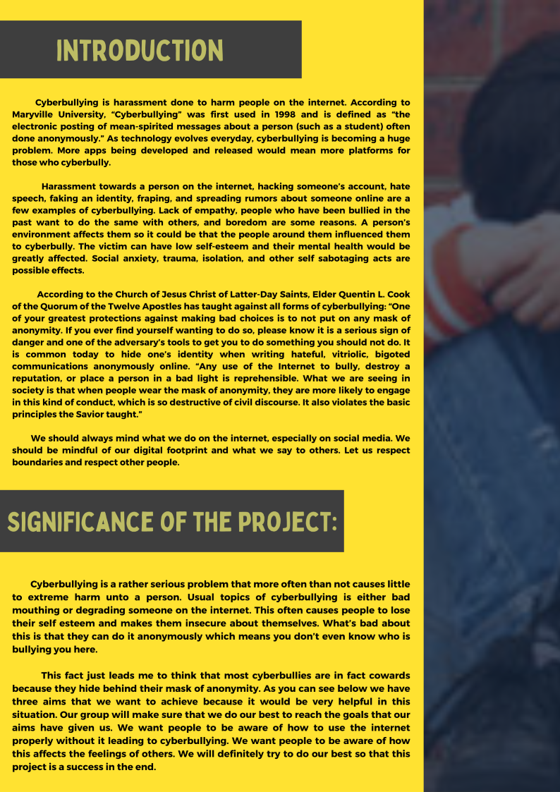 INTRODUCTION
Cyberbullying is harassment done to harm people on the internet. According to
Maryville University, "Cyberbullying" was first used in 1998 and is defined as "the
electronic posting of mean-spirited messages about a person (such as a student) often
done anonymously." As technology evolves everyday, cyberbullying is becoming a huge
problem. More apps being developed and released would mean more platforms for
those who cyberbully.
Harassment towards a person on the internet, hacking someone's account, hate
speech, faking an identity, fraping, and spreading rumors about someone online are a
few examples of cyberbullying. Lack of empathy, people who have been bullied in the
past want to do the same with others, and boredom are some reasons. A person's
environment affects them so it could be that the people around them influenced them
to cyberbully. The victim can have low self-esteem and their mental health would be
greatly affected. Social anxiety, trauma, isolation, and other self sabotaging acts are
possible effects.
According to the Church of Jesus Christ of Latter-Day Saints, Elder Quentin L. Cook
of the Quorum of the Twelve Apostles has taught against all forms of cyberbullying: "One
of your greatest protections against making bad choices is to not put on any mask of
anonymity. If you ever find yourself wanting to do so, please know it is a serious sign of
danger and one of the adversary's tools to get you to do something you should not do. It
is common today to hide one's identity when writing hateful, vitriolic, bigoted
communications anonymously online. "Any use of the Internet to bully, destroy a
reputation, or place a person in a bad light is reprehensible. What we are seeing in
society is that when people wear the mask of anonymity, they are more likely to engage
in this kind of conduct, which is so destructive of civil discourse. It also violates the basic
principles the Savior taught."
We should always mind what we do on the internet, especially on social media. We
should be mindful of our digital footprint and what we say to others. Let us respect
boundaries and respect other people.
SIGNIFICANCE OF THE PROJECT:
Cyberbullying is a rather serious problem that more often than not causes little
to extreme harm unto a person. Usual topics of cyberbullying is either bad
mouthing or degrading someone on the internet. This often causes people to lose
their self esteem and makes them insecure about themselves. What's bad about
this is that they can do it anonymously which means you don't even know who is
bullying you here.
This fact just leads me to think that most cyberbullies are in fact cowards
because they hide behind their mask of anonymity. As you can see below we have
three aims that we want to achieve because it would be very helpful in this
situation. Our group will make sure that we do our best to reach the goals that our
aims have given us. We want people to be aware of how to use the internet
properly without it leading to cyberbullying. We want people to be aware of how
this affects the feelings of others. We will definitely try to do our best so that this
project is a success in the end.